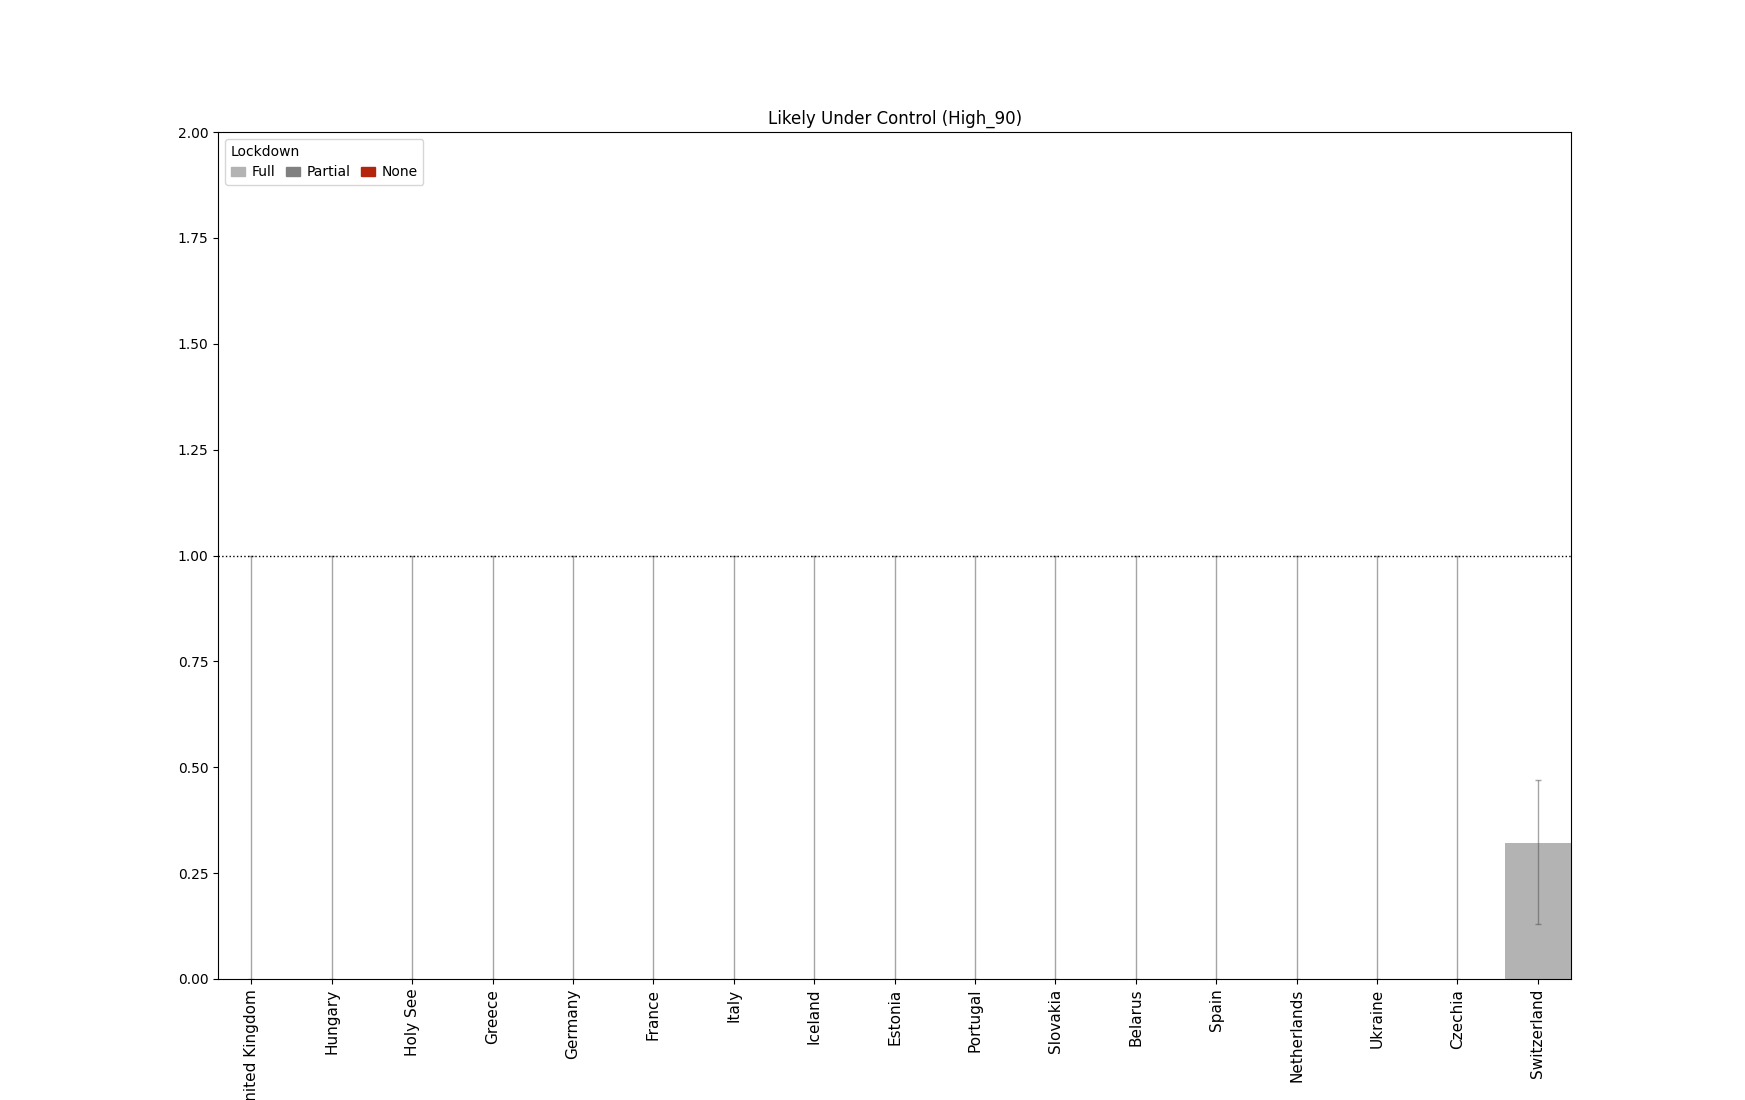 Likely Under Control (High_90)
2.00
Lockdown
Full Partial None
1.75
1.50
1.25
1.00
0.75
0.50
0.25
0.00
nited Kingdom
Hungary
Holy See
Greece
Germany
France
Italy
Iceland
Estonia
Portugal
Slovakia
Belarus
Spain
Netherlands
Ukraine
Czechia
Switzerland